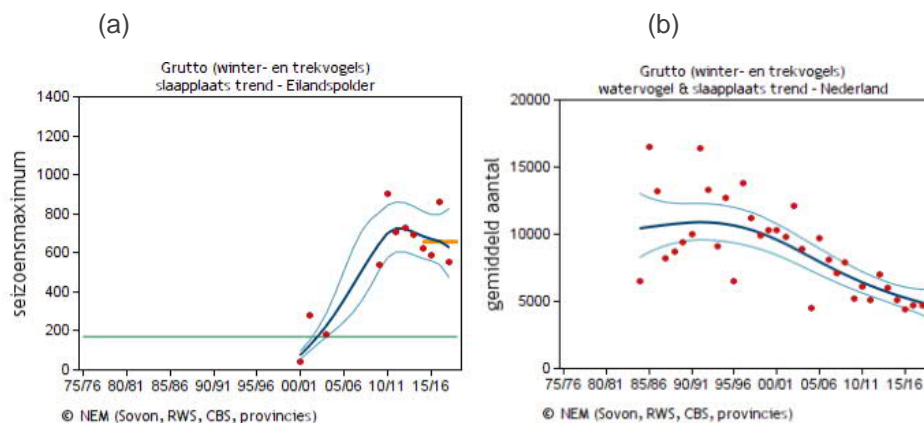 (a)
Grutto (winter- en trekvogels)
slaapplaats trend - Eilandspolder
seizoensmaximum
1400
1200
1000
800
600
400
200
0
75/76 80/81 85/86 90/91 95/96 00/01 05/06 10/11 15/16
© NEM (Sovon, RWS, CBS, provincies)
(b)
Grutto (winter- en trekvogels)
watervogel & slaapplaats trend - Nederland
gemiddeld aantal
20000
15000
10000
5000
0
75/76 80/81 85/86 90/91 95/96 00/01 05/06 10/11 15/16
© NEM (Sovon, RWS, CBS, provincies)